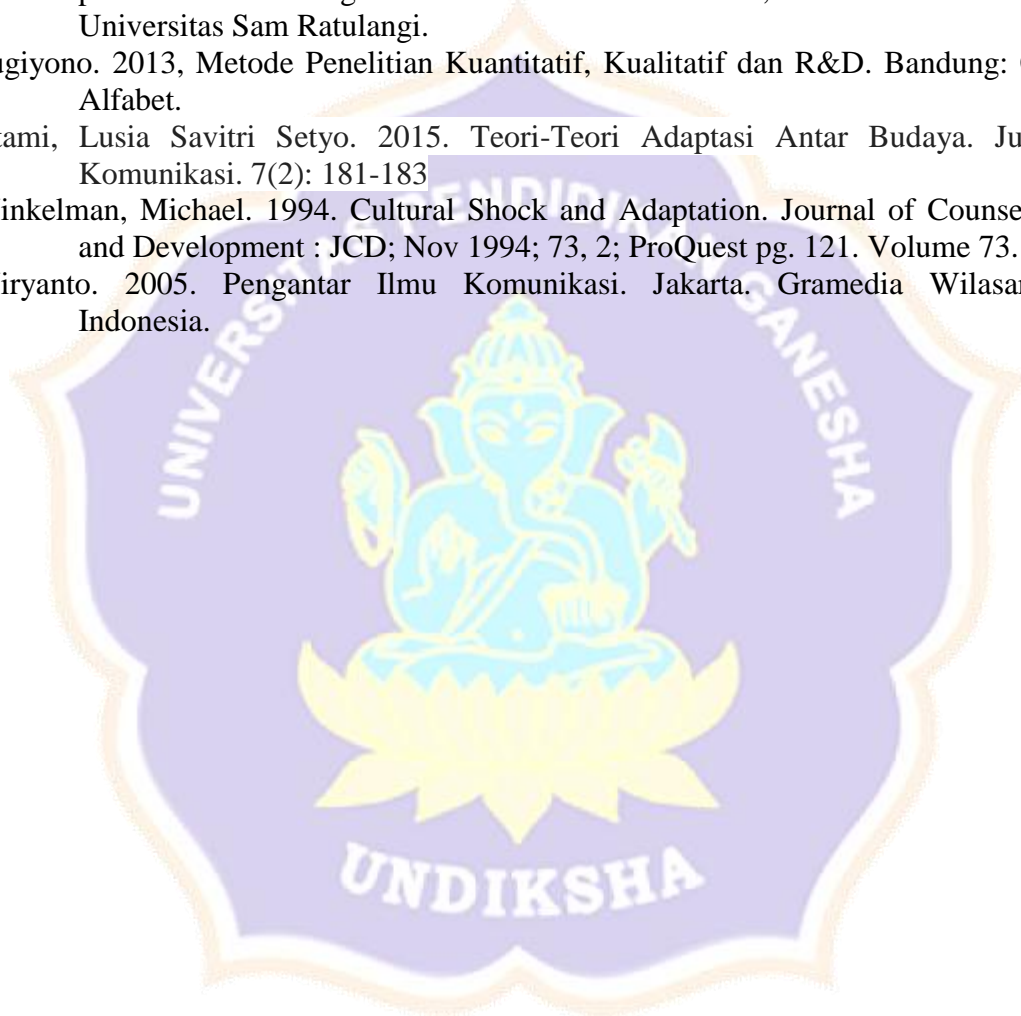 Universitas Sam Ratulangi.
ugiyono. 2013, Metode Penelitian Kuantitatif, Kualitatif dan R&D. Bandung:
Alfabet.
tami, Lusia Savitri Setyo. 2015. Teori-Teori Adaptasi Antar Budaya. Ju
Komunikasi. 7(2): 181-183
inkelman, Michael. 1994. Cultural Shock and Adaptation. Journal of Counse
and Development : JCD; Nov 1994; 73, 2; ProQuest pg. 121. Volume 73.
iryanto. 2005. Pengantar Ilmu Komunikasi. Jakarta. Gramedia Wilasa
Indonesia.
UNIVERSITAS PENDIDIKAN GANESHA
UNDIKSHA